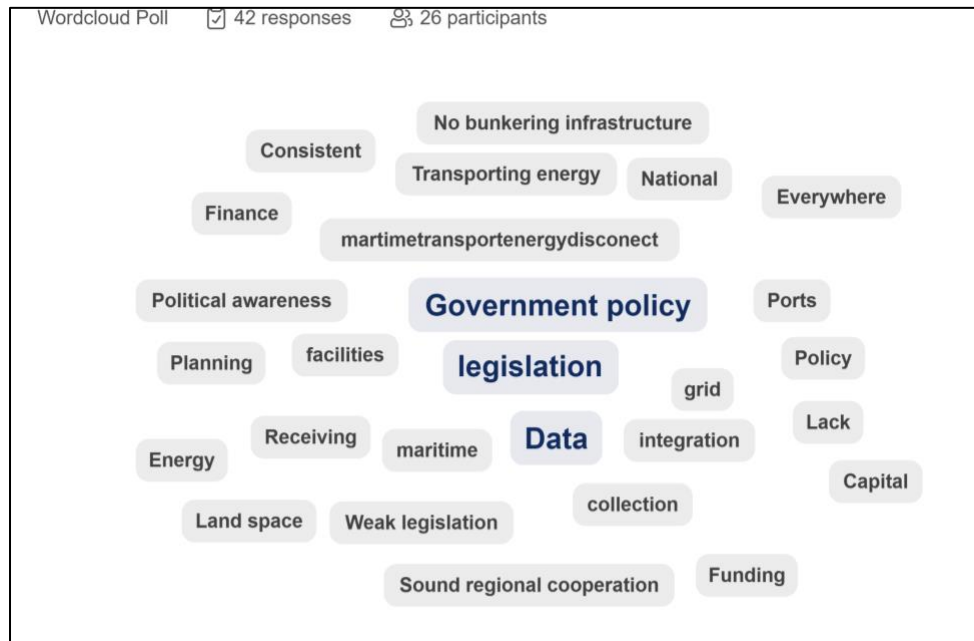 Wordcloud Poll 42 responses 26 participants
No bunkering infrastructure
Consistent
Transporting energy
National
Everywhere
Finance
martimetransportenergydisconect
Political awareness
Government policy
Ports
Planning
facilities
legislation
Policy
grid
Lack
Receiving
maritime
Data
integration
Energy
Capital
collection
Land space
Weak legislation
Sound regional cooperation
Funding